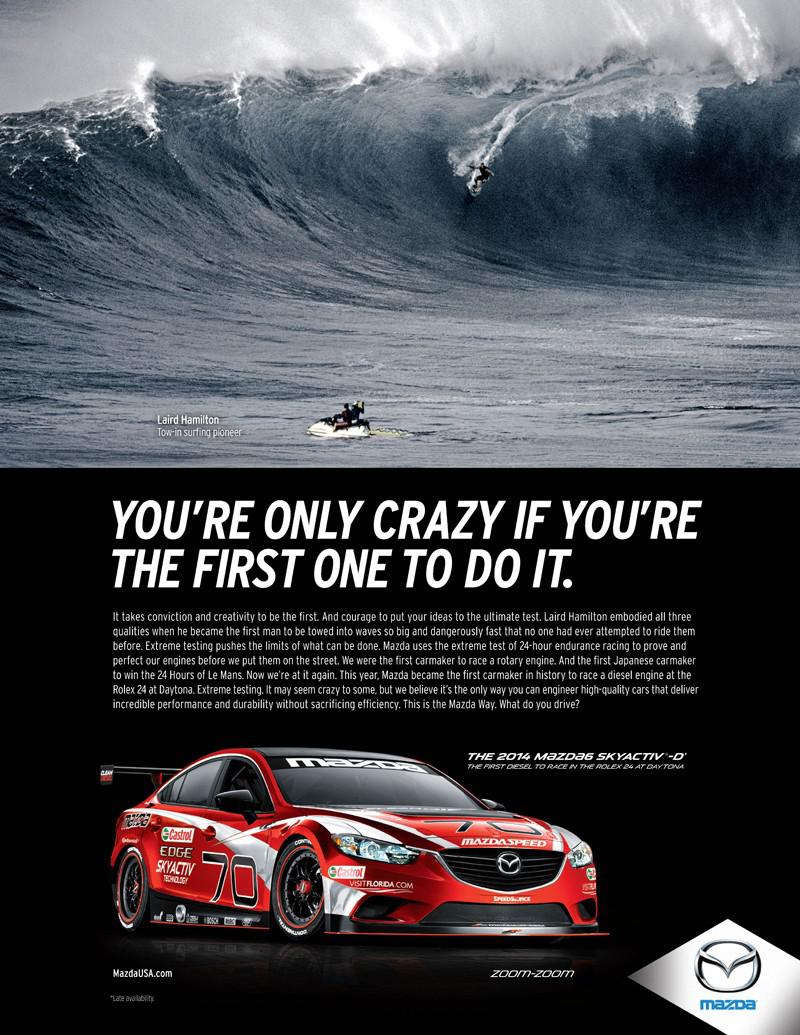 Laird Hamilton
Tow-in surfing pioneer
YOU'RE ONLY CRAZY IF YOU'RE
THE FIRST ONE TO DO IT.
It takes conviction and creativity to be the first. And courage to put your ideas to the ultimate test. Laird Hamilton embodied all three
qualities when he became the first man to be towed into waves so big and dangerously fast that no one had ever attempted to ride them
before. Extreme testing pushes the limits of what can be done. Mazda uses the extreme test of 24-hour endurance racing to prove and
perfect our engines before we put them on the street. We were the first carmaker to race a rotary engine. And the first Japanese carmaker
to win the 24 Hours of Le Mans. Now we're at it again. This year, Mazda became the first carmaker in history to race a diesel engine at the
Rolex 24 at Daytona. Extreme testing. It may seem crazy to some, but we believe it's the only way you can engineer high-quality cars that deliver
incredible performance and durability without sacrificing efficiency. This is the Mazda Way. What do you drive?
THE 2014 MAZDA6 SKYACTIV®-D*
THE FIRST DIESEL TO RACE IN THE ROLEX 24 AT DAYTONA
mazda
CLEAN
DIESEL
70
MAZDASPEED
Castrol
EDGE
SKYACTIV
TECHNOLOGY
70
Castrol
VISITFLORIDA.COM
SPEEDSOURCE
BOSCH
CONTINENTAL
MazdaUSA.com
ZOOM-ZOOM
mazda
*Late availability.